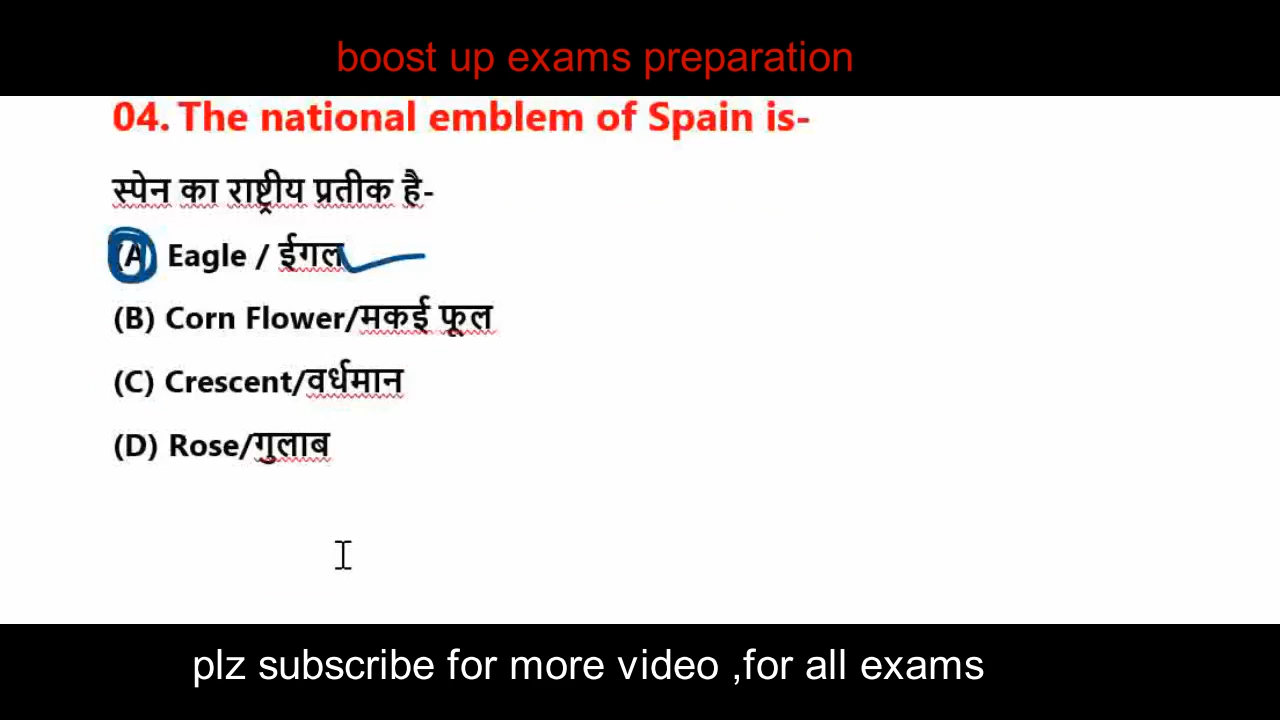 boost up exams preparation
04. The national emblem of Spain is-
स्पेन का राष्ट्रीय प्रतीक है-
(A) Eagle / ईगल
(B) Corn Flower/मकई फूल
(C) Crescent/वर्धमान
(D) Rose/गुलाब
plz subscribe for more video ,for all exams